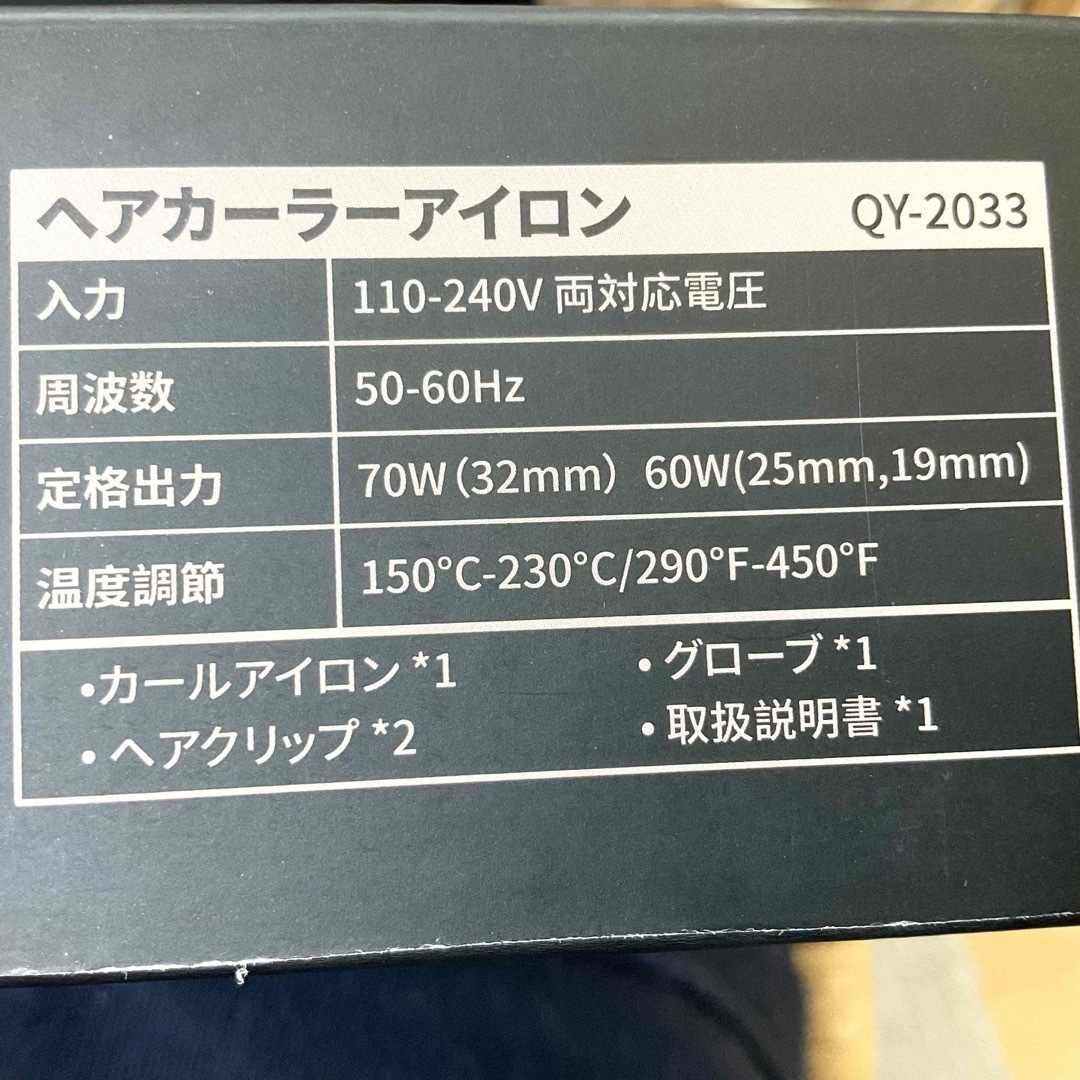 ヘアカーラーアイロン QY-2033
入力 110-240V 両対応電圧
周波数 50-60Hz
定格出力 70W（32mm） 60W(25mm,19mm)
温度調節 150°C-230°C/290°F-450°F
•カールアイロン *1 • グローブ *1
• ヘアクリップ *2 • 取扱説明書 *1